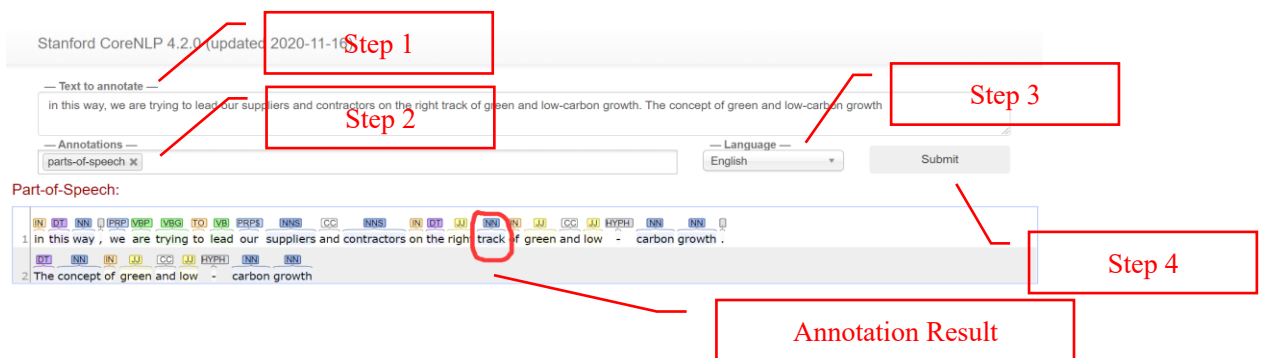 Stanford CoreNLP 4.2.0 (updated 2020-11-16)
Step 1
— Text to annotate —
in this way, we are trying to lead our suppliers and contractors on the right track of green and low-carbon growth. The concept of green and low-carbon growth
Step 3
Step 2
— Annotations —
parts-of-speech ×
— Language —
English
Submit
Part-of-Speech:
IN DT NN , PRP VBP VBG TO VB PRP$ NNS CC NNS IN DT JJ NN IN JJ CC JJ HYPH NN NN .
1 in this way , we are trying to lead our suppliers and contractors on the right track of green and low - carbon growth .
DT NN IN JJ CC JJ HYPH NN NN
2 The concept of green and low - carbon growth
Step 4
Annotation Result